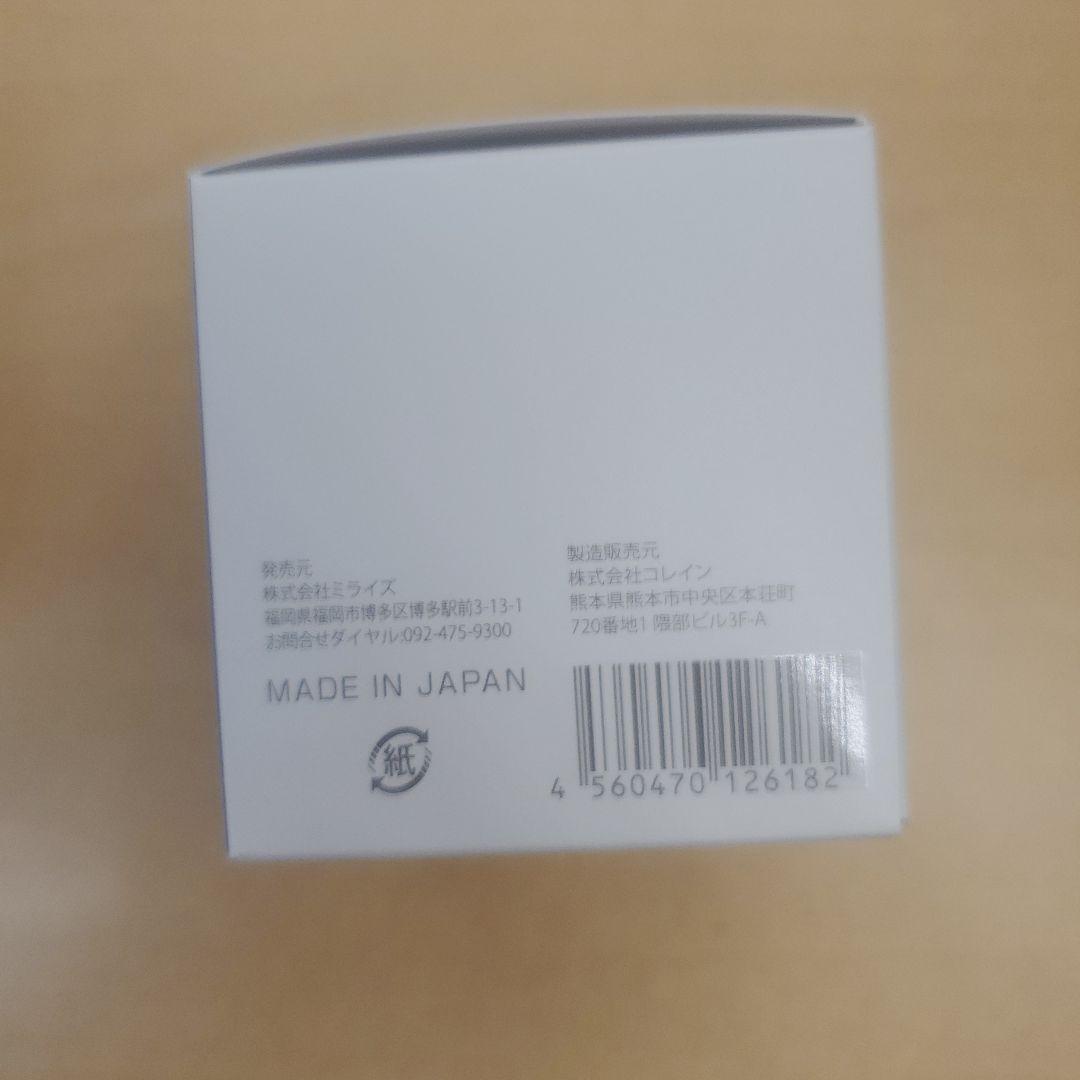 発売元
株式会社ミライズ
福岡県福岡市博多区博多駅前3-13-1
お問合せダイヤル:092-475-9300
MADE IN JAPAN
紙
製造販売元
株式会社コレイン
熊本県熊本市中央区本荘町
720番地1 隈部ビル3F-A
4 560470 126182